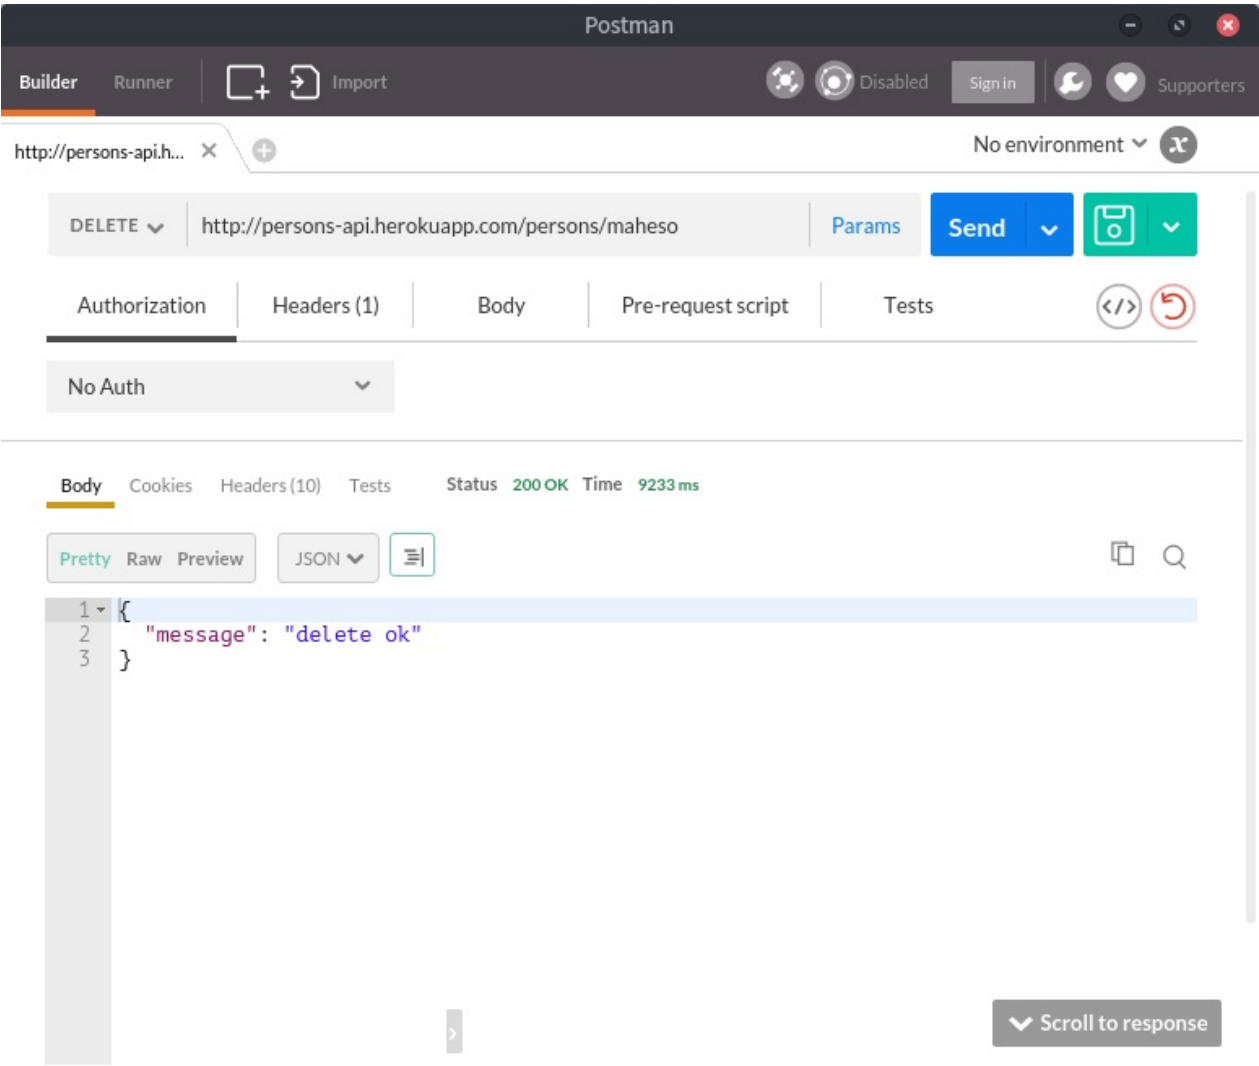 Postman
Builder Runner Import Disabled Sign in Supporters
http://persons-api.h... No environment
DELETE http://persons-api.herokuapp.com/persons/maheso Params Send
Authorization Headers (1) Body Pre-request script Tests
No Auth
Body Cookies Headers (10) Tests Status 200 OK Time 9233 ms
Pretty Raw Preview JSON
1 {
2 "message": "delete ok"
3 }
Scroll to response